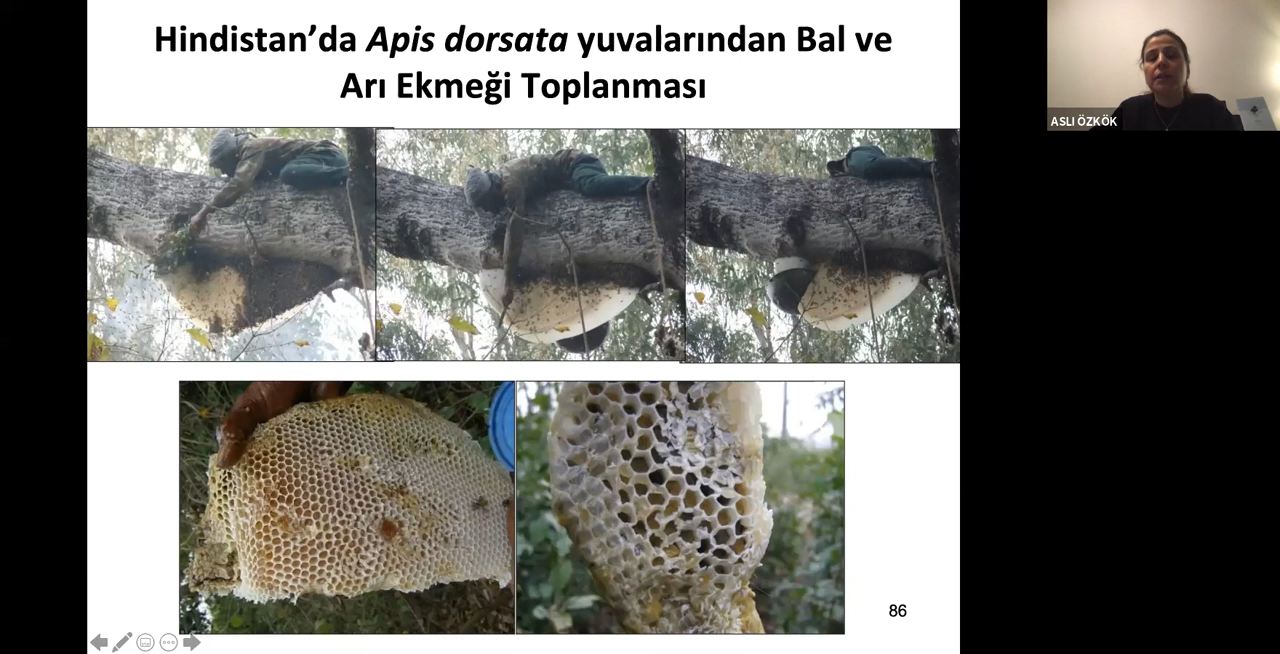 Hindistan’da Apis dorsata yuvalarından Bal ve
Arı Ekmeği Toplanması
ASLI ÖZKÖK
86